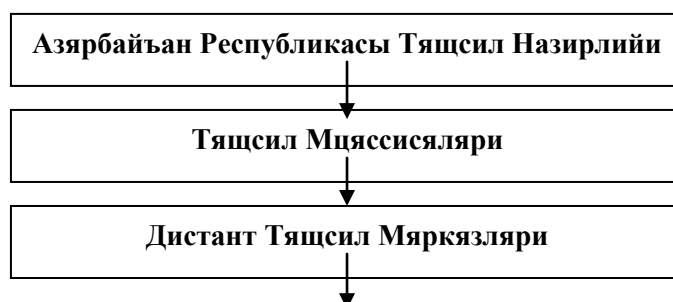 Азярбайъан Республикасы Тящсил Назирлийи
Тящсил Мцяссисяляри
Дистант Тящсил Мяркязляри